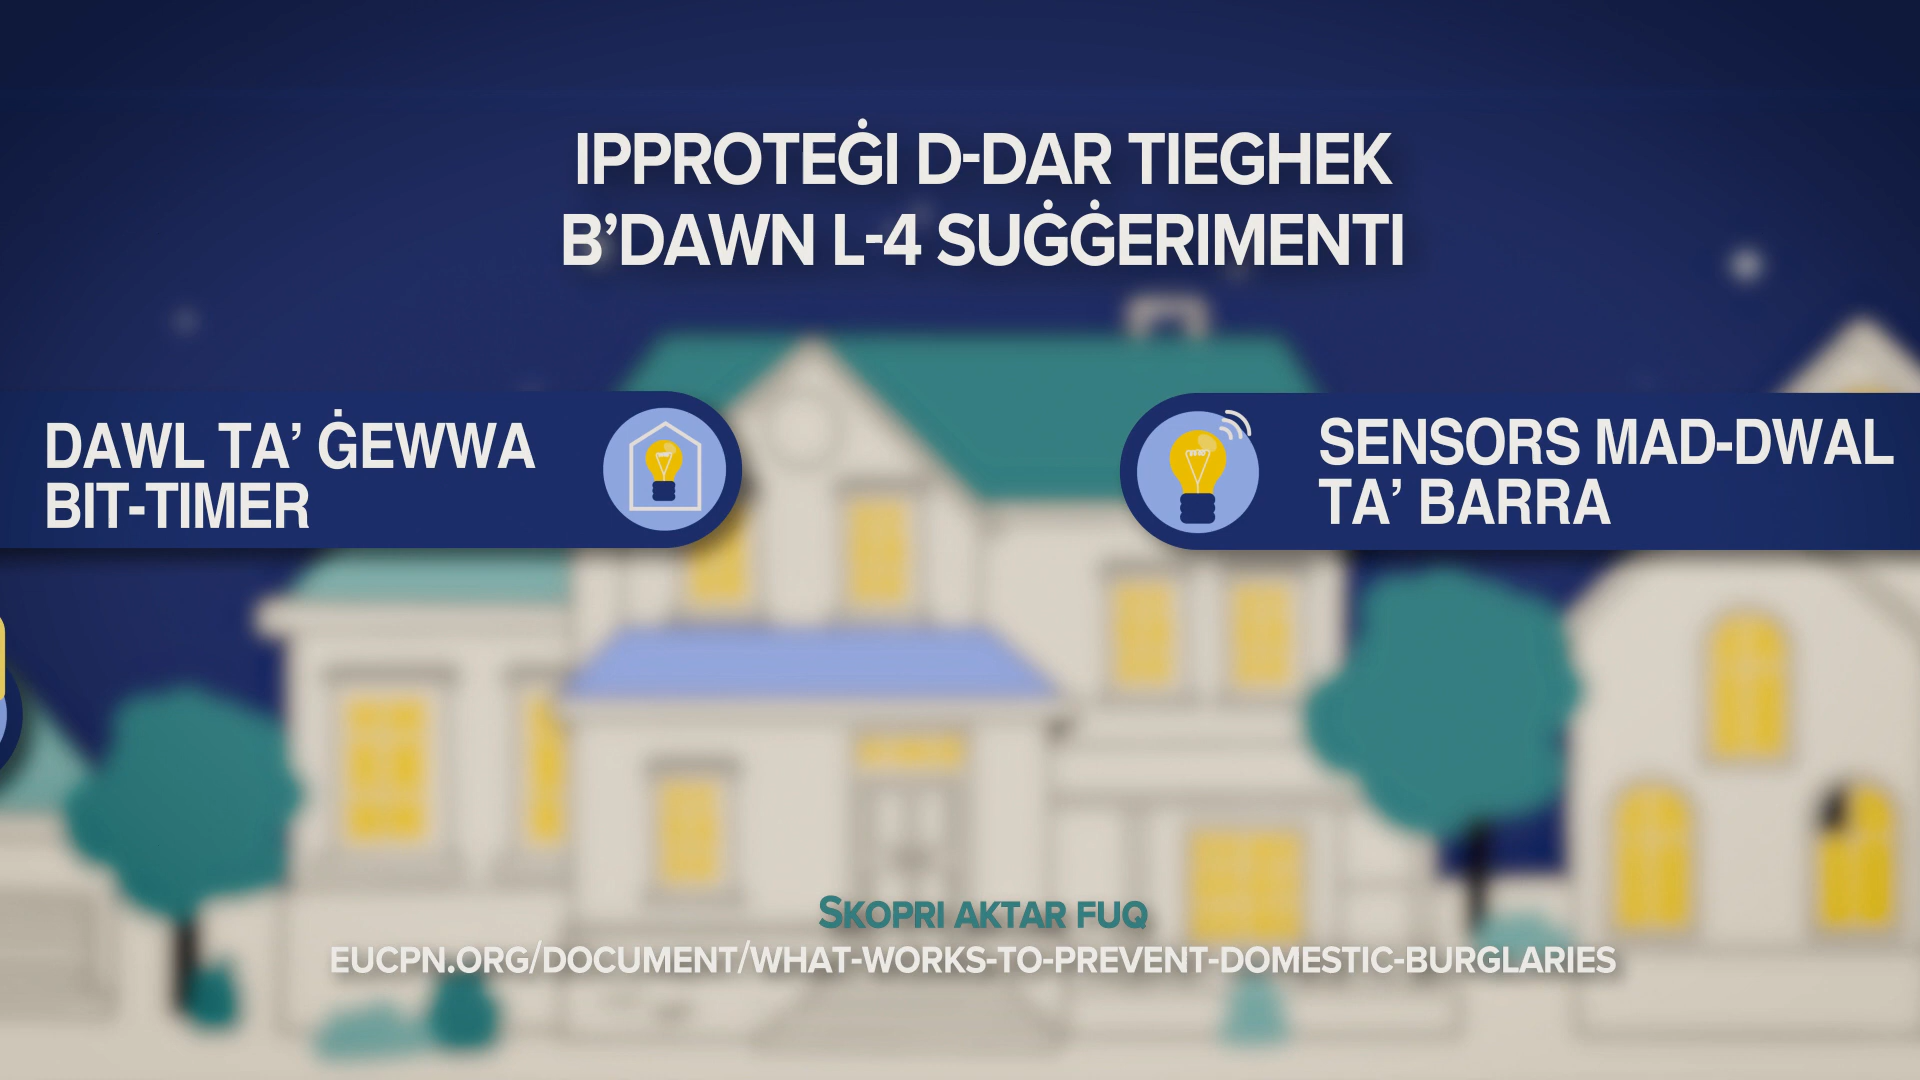 IPPROTEĠI D-DAR TIEGHEK
B’DAWN L-4 SUĠĠERIMENTI
DAWL TA’ ĠEWWA
BIT-TIMER
SENSORS MAD-DWAL
TA’ BARRA
SKOPRI AKTAR FUQ
EUCPN.ORG/DOCUMENT/WHAT-WORKS-TO-PREVENT-DOMESTIC-BURGLARIES